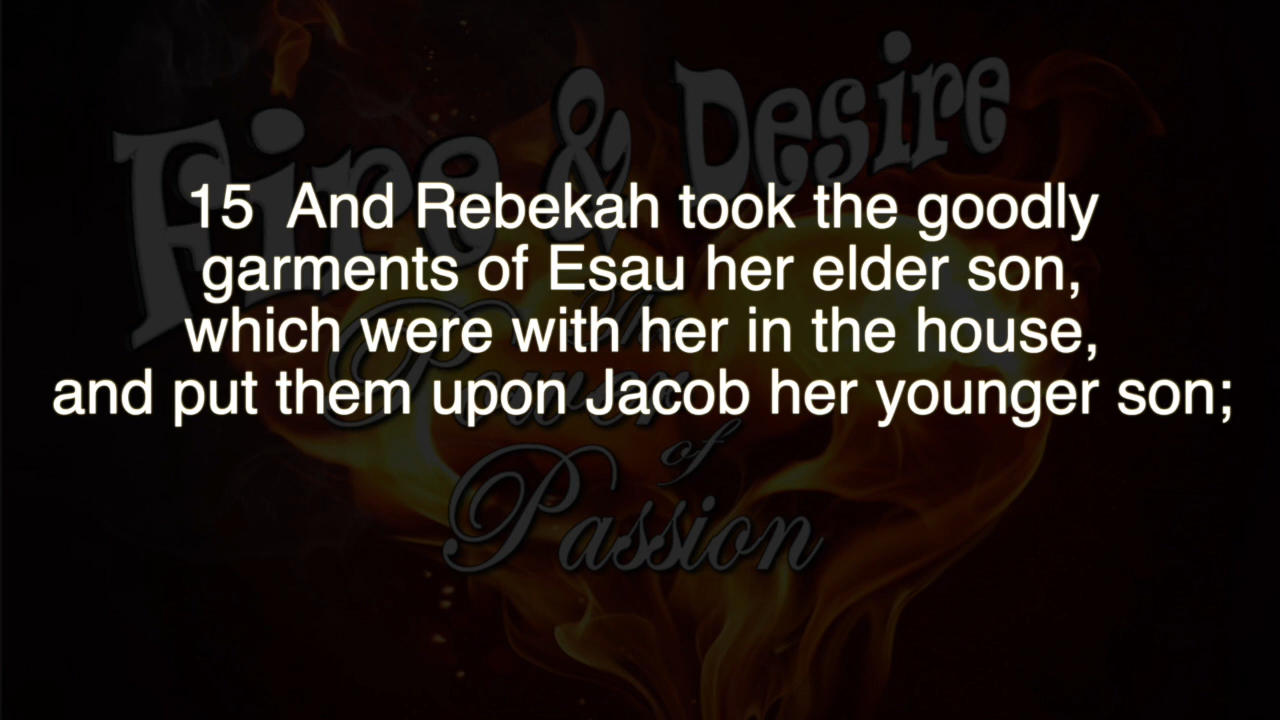 Fire & Desire
15 And Rebekah took the goodly
garments of Esau her elder son,
which were with her in the house,
and put them upon Jacob her younger son;
The
Power
of
Passion